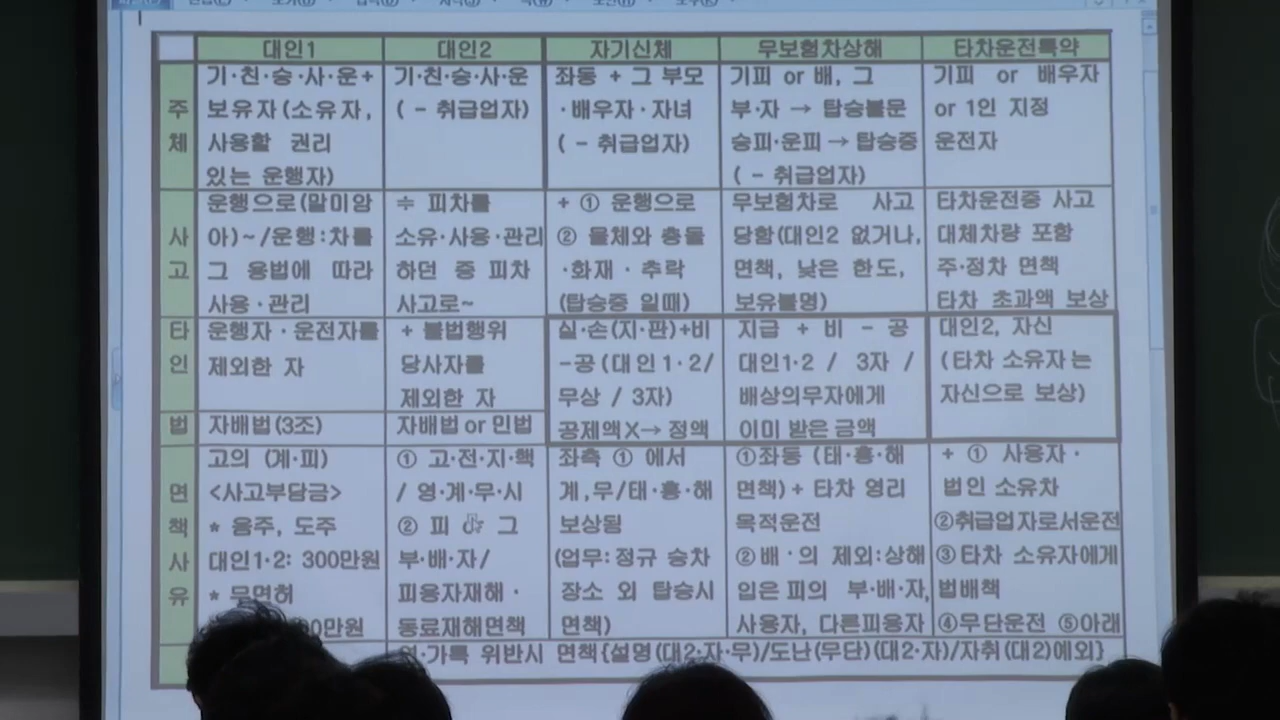 대인1 대인2 자기신체 무보험차상해 타차운전특약
주체
기·친·승·사·운+
보유자(소유자,
사용할 권리
있는 운행자)
기·친·승·사·운
( - 취급업자)
좌동 + 그 부모
·배우자·자녀
( - 취급업자)
기피 or 배, 그
부·자 → 탑승불문
승피·운피→탑승중
( - 취급업자)
기피 or 배우자
or 1인 지정
운전자
사고
운행으로(말미암
아)~/운행:차를
그 용법에 따라
사용·관리
≑ 피차를
소유·사용·관리
하던 중 피차
사고로~
+ ① 운행으로
② 물체와 충돌
·화재·추락
(탑승중 일때)
무보험차로 사고
당함(대인2 없거나,
면책, 낮은 한도,
보유불명)
타차운전중 사고
대체차량 포함
주·정차 면책
타차 초과액 보상
타인
운행자·운전자를
제외한 자
+ 불법행위
당사자를
제외한 자
법
자배법(3조)
자배법 or 민법
실·손(지·판)+비
-공(대인1·2/
무상 / 3자)
공제액X→ 정액
지급 + 비 - 공
대인1·2 / 3자 /
배상의무자에게
이미 받은 금액
대인2, 자신
(타차 소유자는
자신으로 보상)
면책사유
고의 (계·피)
<사고부담금>
* 음주, 도주
대인1·2: 300만원
* 무면허
0만원
① 고·전·지·핵
/ 영·계·무·시
② 피 그
부·배·자/
피용자재해·
동료재해면책
좌측 ① 에서
계,무/태·흥·해
보상됨
(업무:정규 승차
장소 외 탑승시
면책)
①좌동 (태·흥·해
면책)+ 타차 영리
목적운전
②배·의 제외:상해
입은 피의 부·배·자,
사용자, 다른피용자
+ ① 사용자·
법인 소유차
②취급업자로서운전
③타차 소유자에게
법배책
④무단운전 ⑤아래
연·가특 위반시 면책{설명(대2·자·무)/도난(무단)(대2·자)/자취(대2)예외}